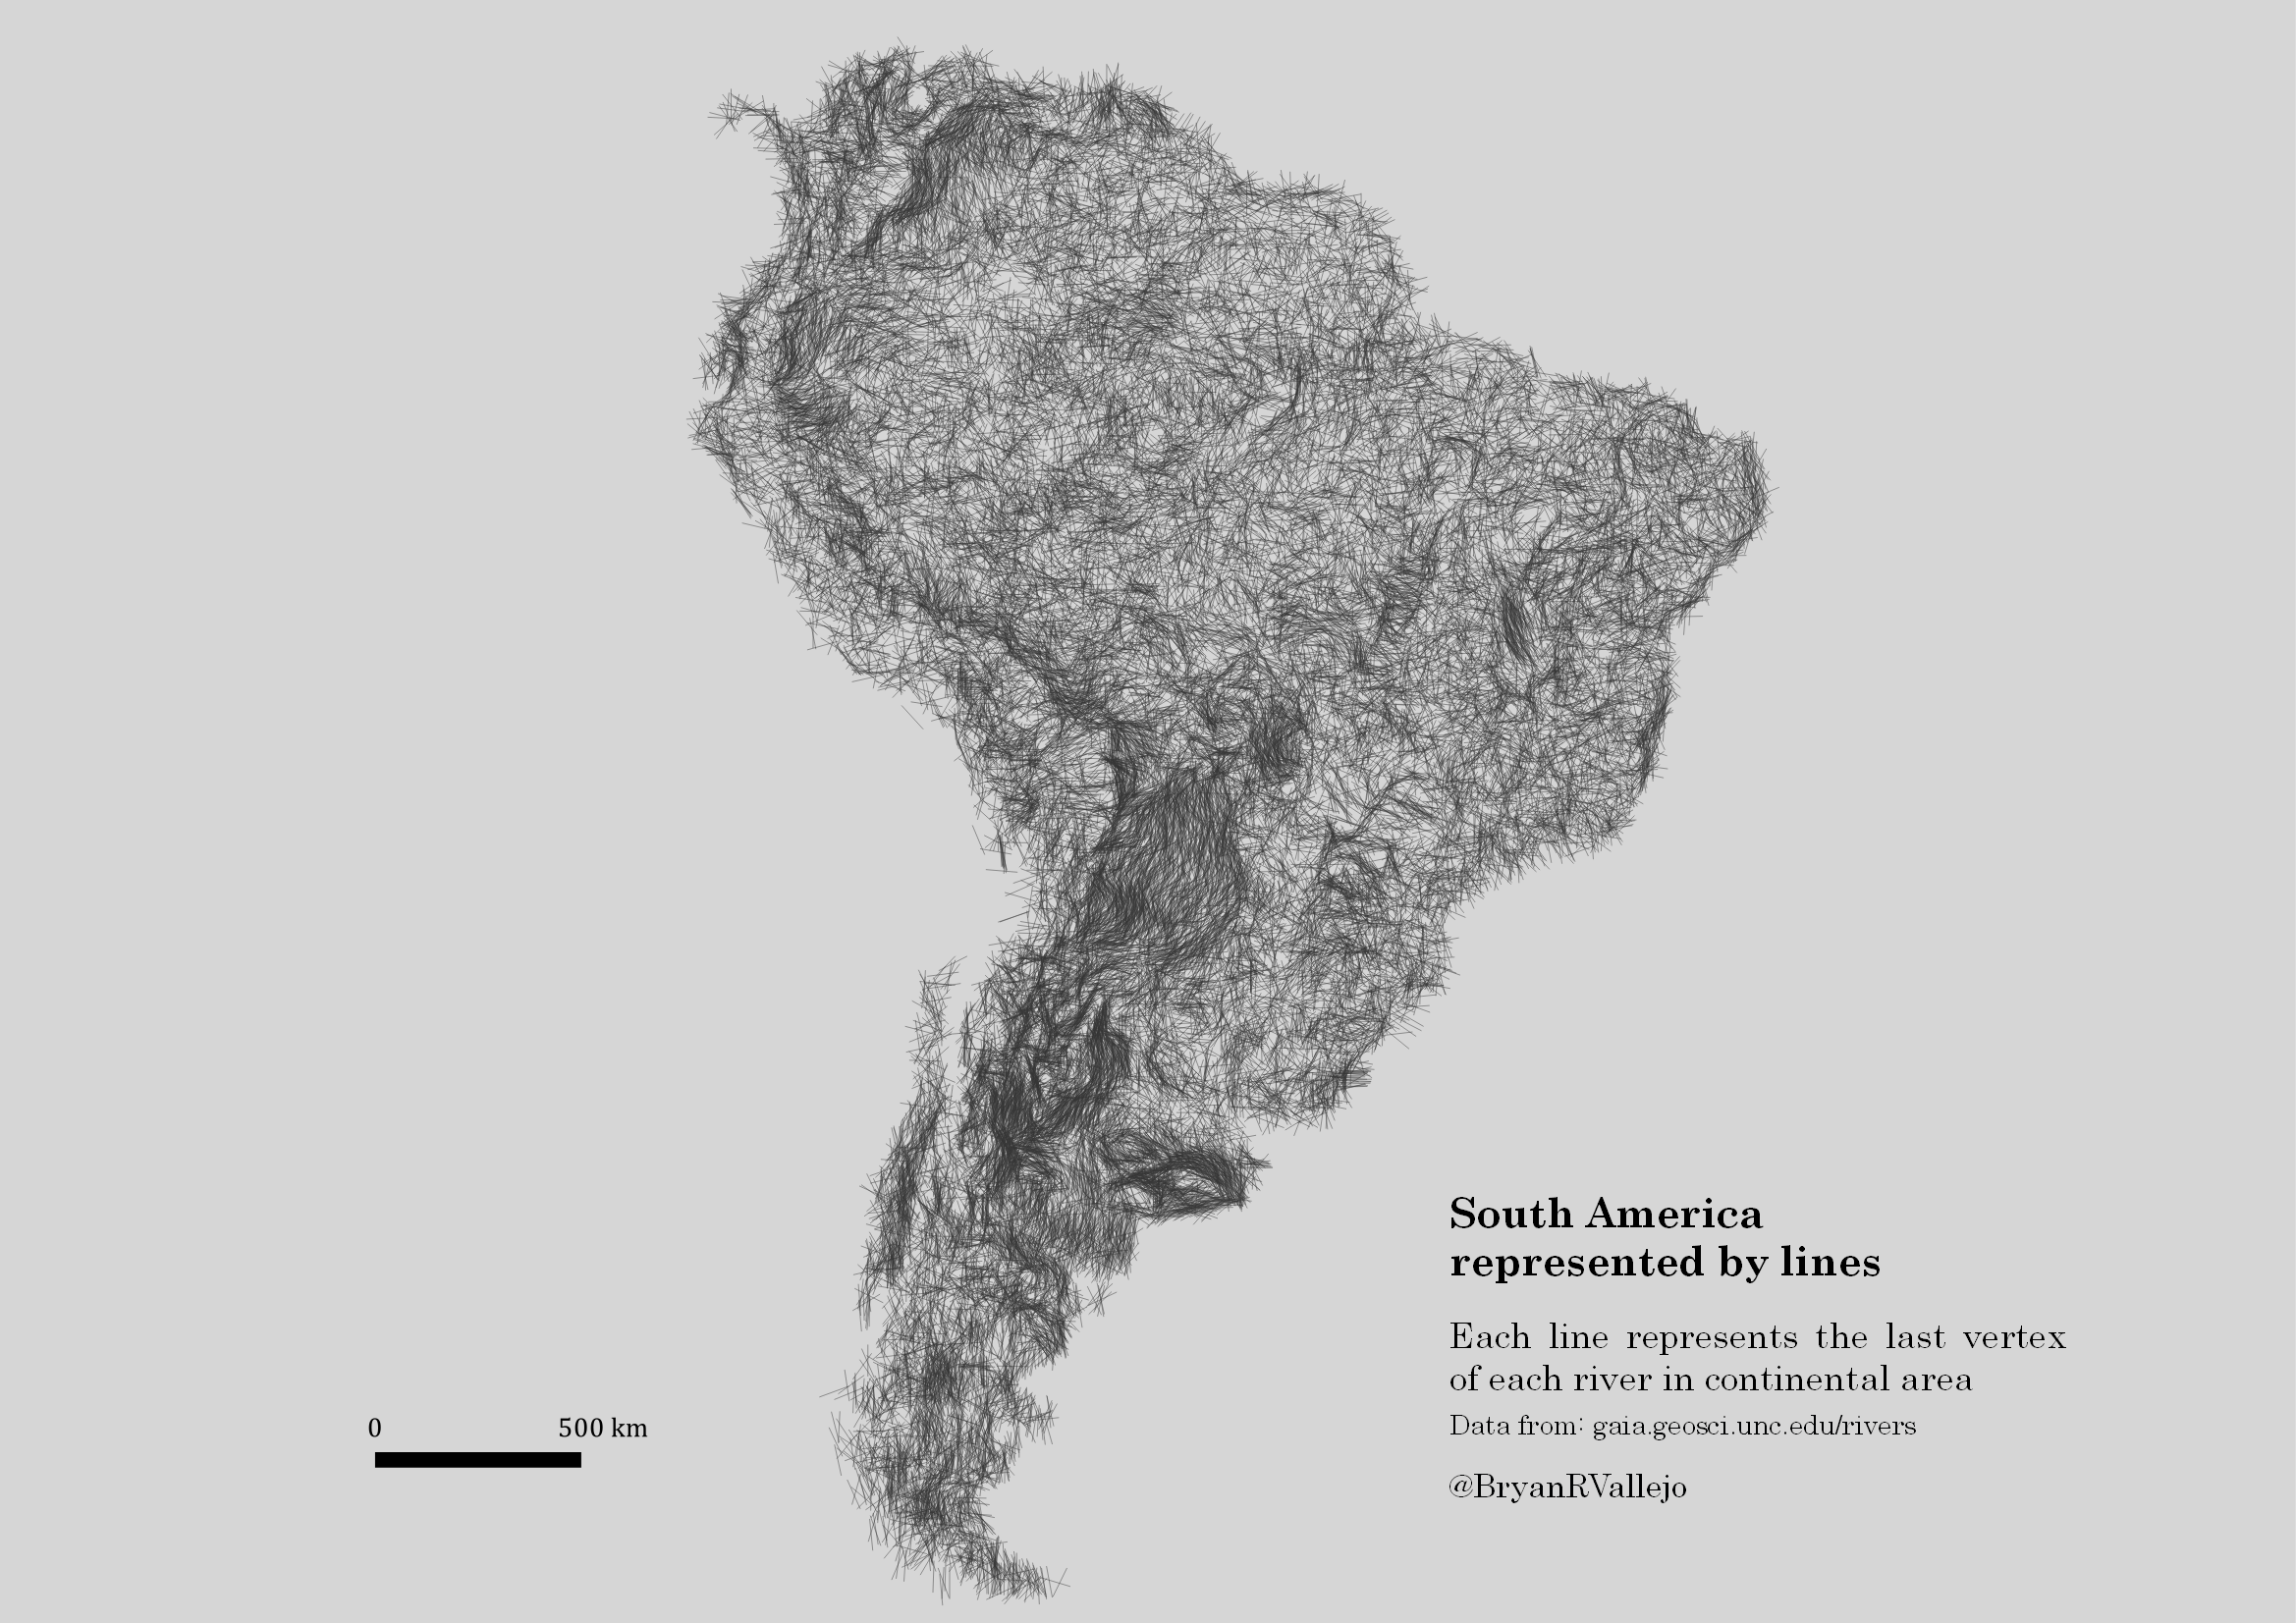 South America
represented by lines
Each line represents the last vertex
of each river in continental area
Data from: gaia.geosci.unc.edu/rivers
@BryanRVallejo
0 500 km